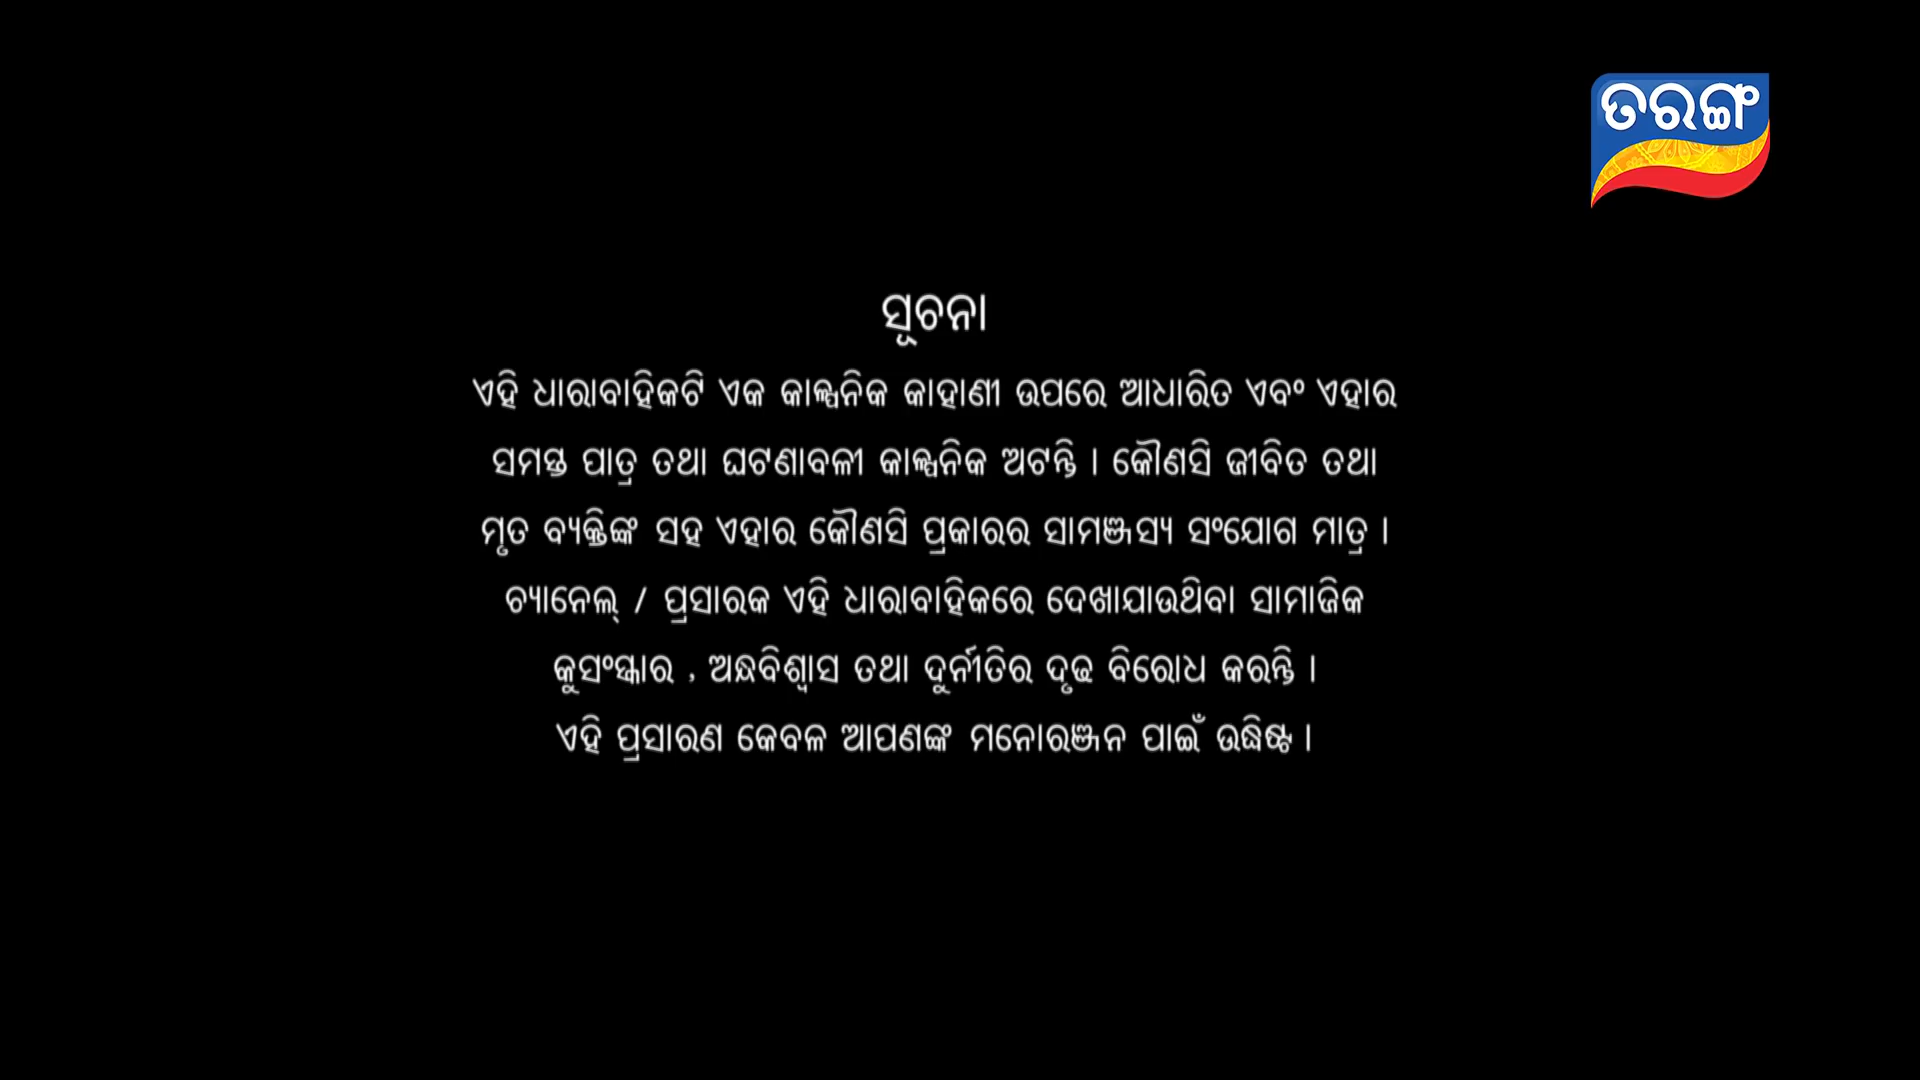 ତରଙ୍ଗ
ସୂଚନା
ଏହି ଧାରାବାହିକଟି ଏକ କାଳ୍ପନିକ କାହାଣୀ ଉପରେ ଆଧାରିତ ଏବଂ ଏହାର
ସମସ୍ତ ପାତ୍ର ତଥା ଘଟଣାବଳୀ କାଳ୍ପନିକ ଅଟନ୍ତି । କୌଣସି ଜୀବିତ ତଥା
ମୃତ ବ୍ୟକ୍ତିଙ୍କ ସହ ଏହାର କୌଣସି ପ୍ରକାରର ସାମଞ୍ଜସ୍ୟ ସଂଯୋଗ ମାତ୍ର ।
ଚ୍ୟାନେଲ୍ / ପ୍ରସାରକ ଏହି ଧାରାବାହିକରେ ଦେଖାଯାଉଥିବା ସାମାଜିକ
କୁସଂସ୍କାର , ଅନ୍ଧବିଶ୍ୱାସ ତଥା ଦୁର୍ନୀତିର ଦୃଢ ବିରୋଧ କରନ୍ତି ।
ଏହି ପ୍ରସାରଣ କେବଳ ଆପଣଙ୍କ ମନୋରଞ୍ଜନ ପାଇଁ ଉଦ୍ଧିଷ୍ଟ ।